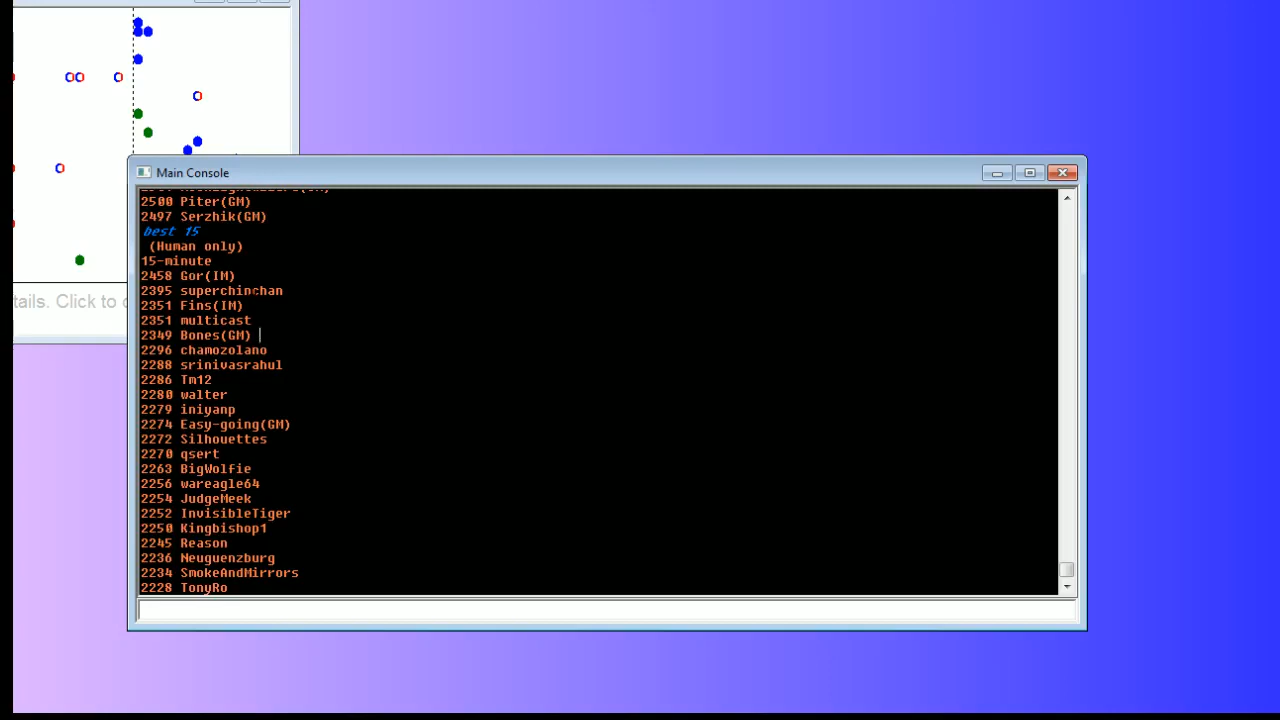 Main Console
2500 Piter(GM)
2497 Serzhik(GM)
best 15
(Human only)
15-minute
2458 Gor(IM)
2395 superchinchan
2351 Fins(IM)
2351 multicast
2349 Bones(GM)
2296 chamozolano
2288 srinivasrahul
2286 Tm12
2280 walter
2279 iniyanp
2274 Easy-going(GM)
2272 Silhouettes
2270 qsert
2263 BigWolfie
2256 wareagle64
2254 JudgeMeek
2252 InvisibleTiger
2250 Kingbishop1
2245 Reason
2236 Neuguenzburg
2234 SmokeAndMirrors
2228 TonyRo
tails. Click to